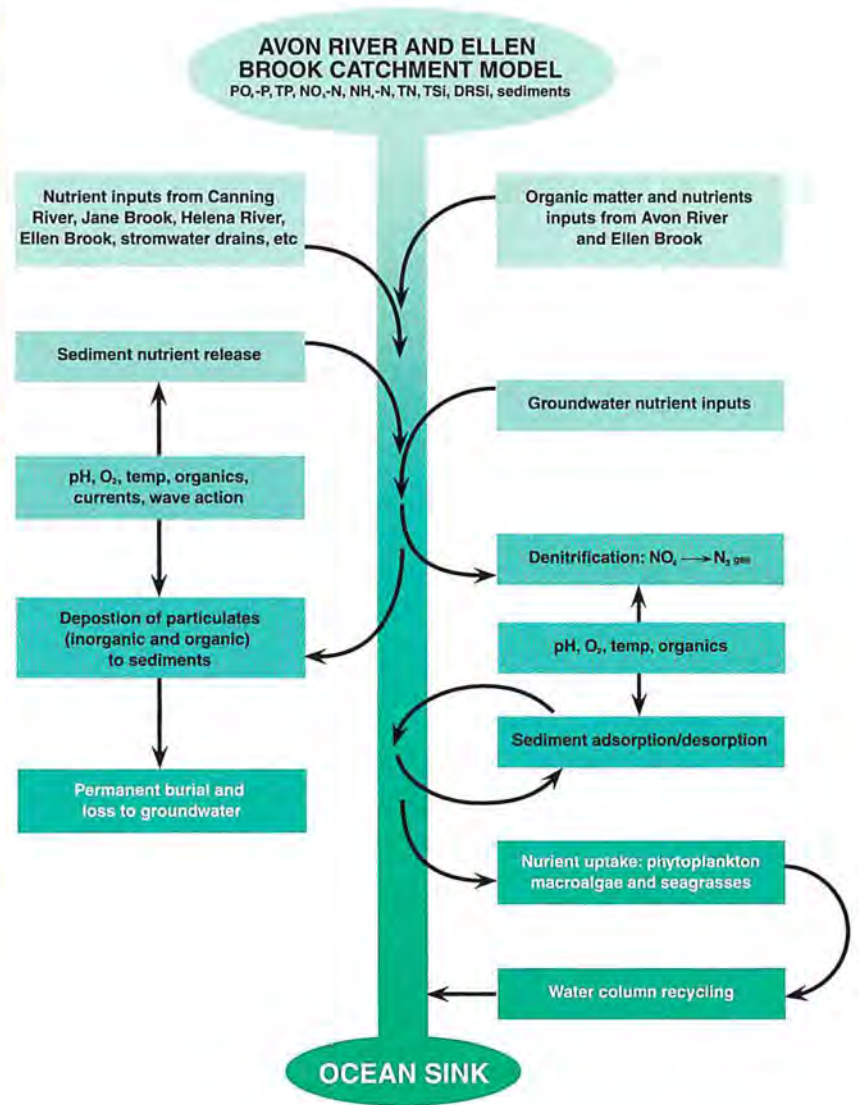 AVON RIVER AND ELLEN
BROOK CATCHMENT MODEL
PO₄-P, TP, NOₓ-N, NH₄-N, TN, TSi, DRSi, sediments
Nutrient inputs from Canning
River, Jane Brook, Helena River,
Ellen Brook, stromwater drains, etc
Organic matter and nutrients
inputs from Avon River
and Ellen Brook
Sediment nutrient release
Groundwater nutrient inputs
pH, O₂, temp, organics,
currents, wave action
Denitrification: NO₄ → N₂ gas
Depostion of particulates
(inorganic and organic)
to sediments
pH, O₂, temp, organics
Sediment adsorption/desorption
Permanent burial and
loss to groundwater
Nurient uptake: phytoplankton
macroalgae and seagrasses
Water column recycling
OCEAN SINK